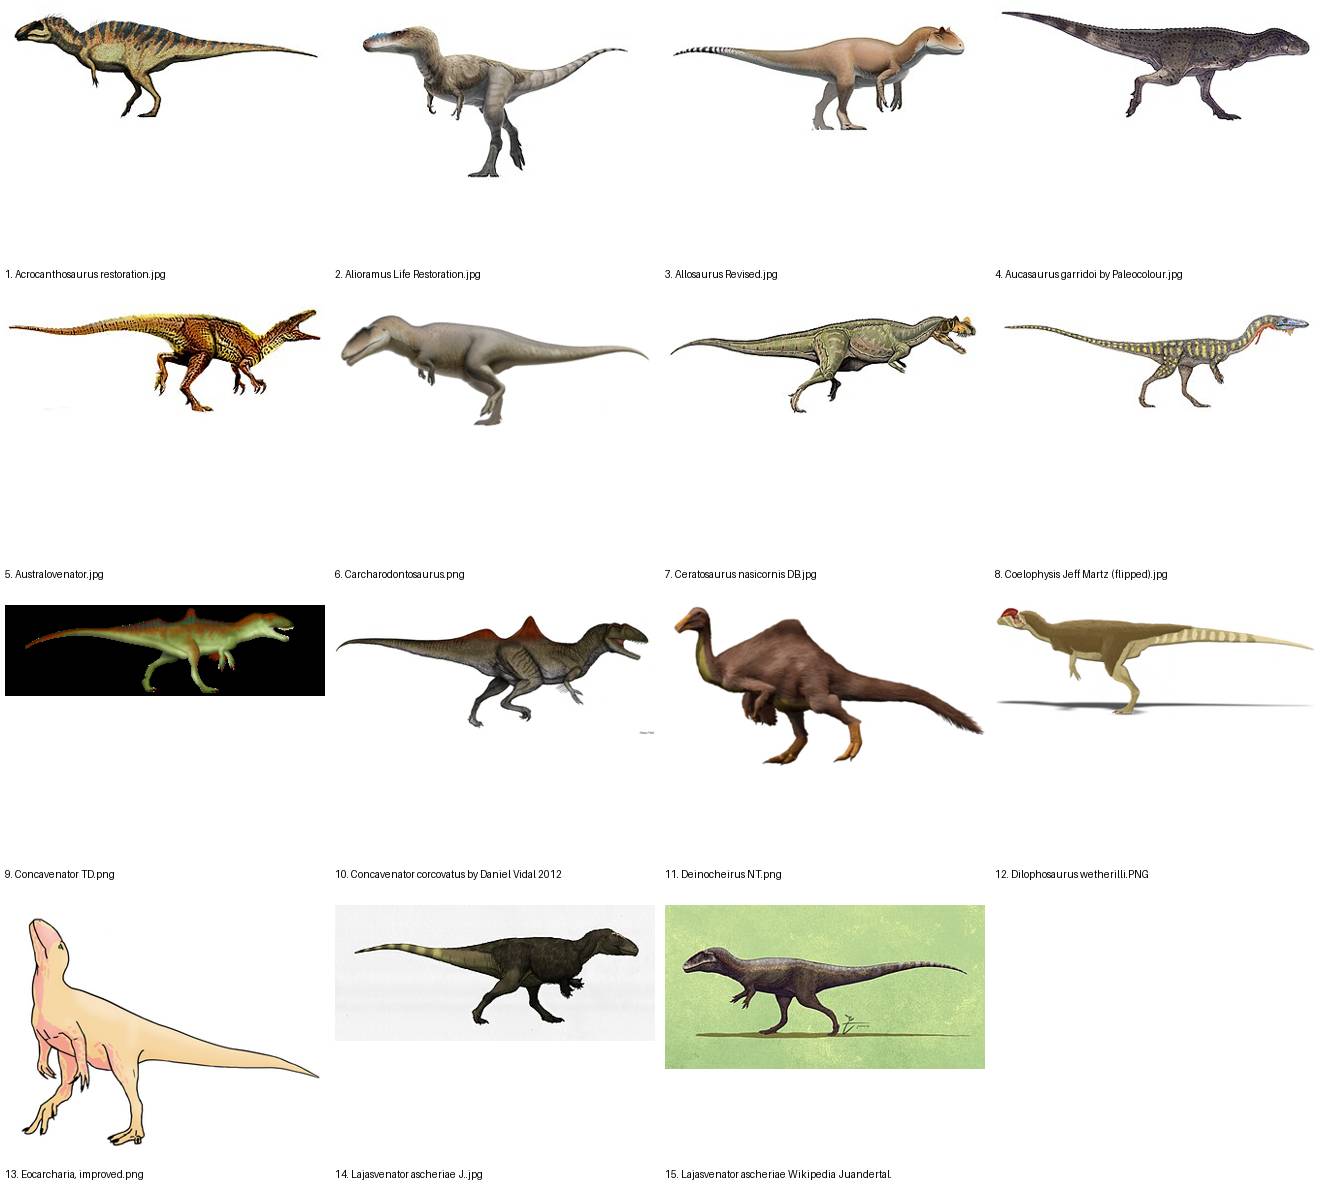 1. Acrocanthosaurus restoration.jpg
2. Alioramus Life Restoration.jpg
3. Allosaurus Revised.jpg
4. Aucasaurus garridoi by Paleocolour.jpg
5. Australovenator.jpg
6. Carcharodontosaurus.png
7. Ceratosaurus nasicornis DB.jpg
8. Coelophysis Jeff Martz (flipped).jpg
9. Concavenator TD.png
10. Concavenator corcovatus by Daniel Vidal 2012
11. Deinocheirus NT.png
12. Dilophosaurus wetherilli.PNG
13. Eocarcharia, improved.png
14. Lajasvenator ascheriae J..jpg
15. Lajasvenator ascheriae Wikipedia Juandertal.